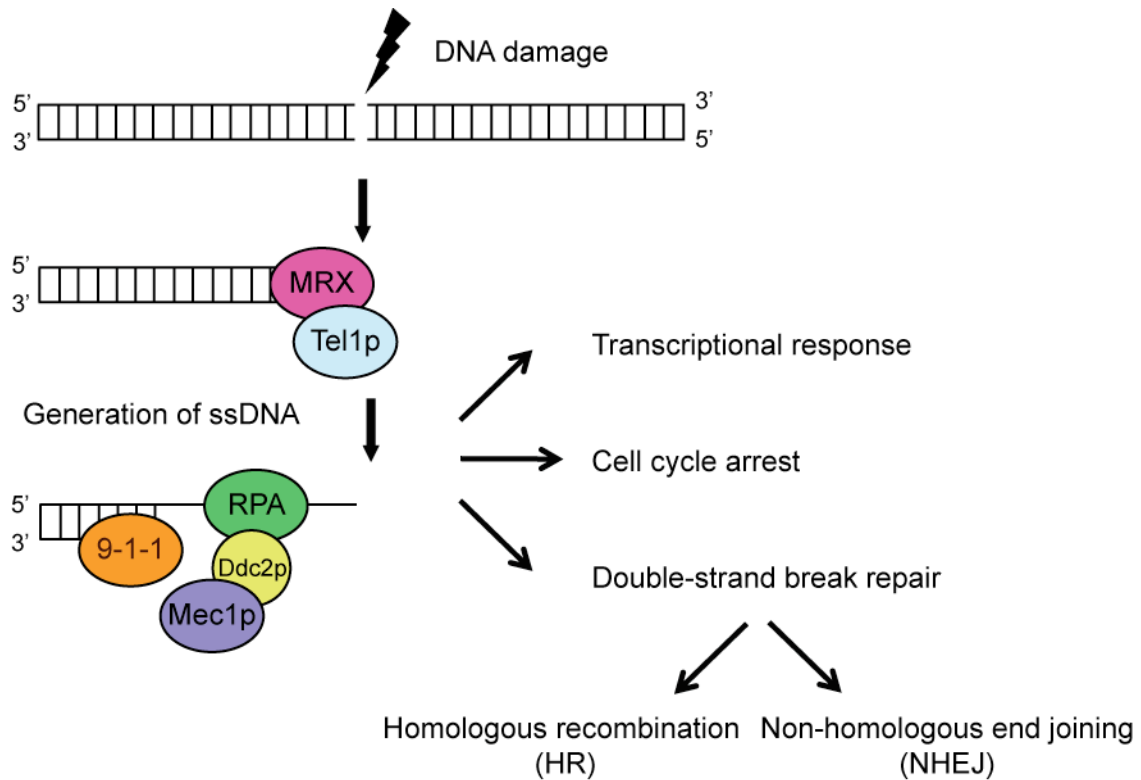 DNA damage
5’
3’
3’
5’
5’
3’
MRX
Tel1p
Transcriptional response
Generation of ssDNA
Cell cycle arrest
5’
3’
RPA
9-1-1
Ddc2p
Mec1p
Double-strand break repair
Homologous recombination
(HR)
Non-homologous end joining
(NHEJ)